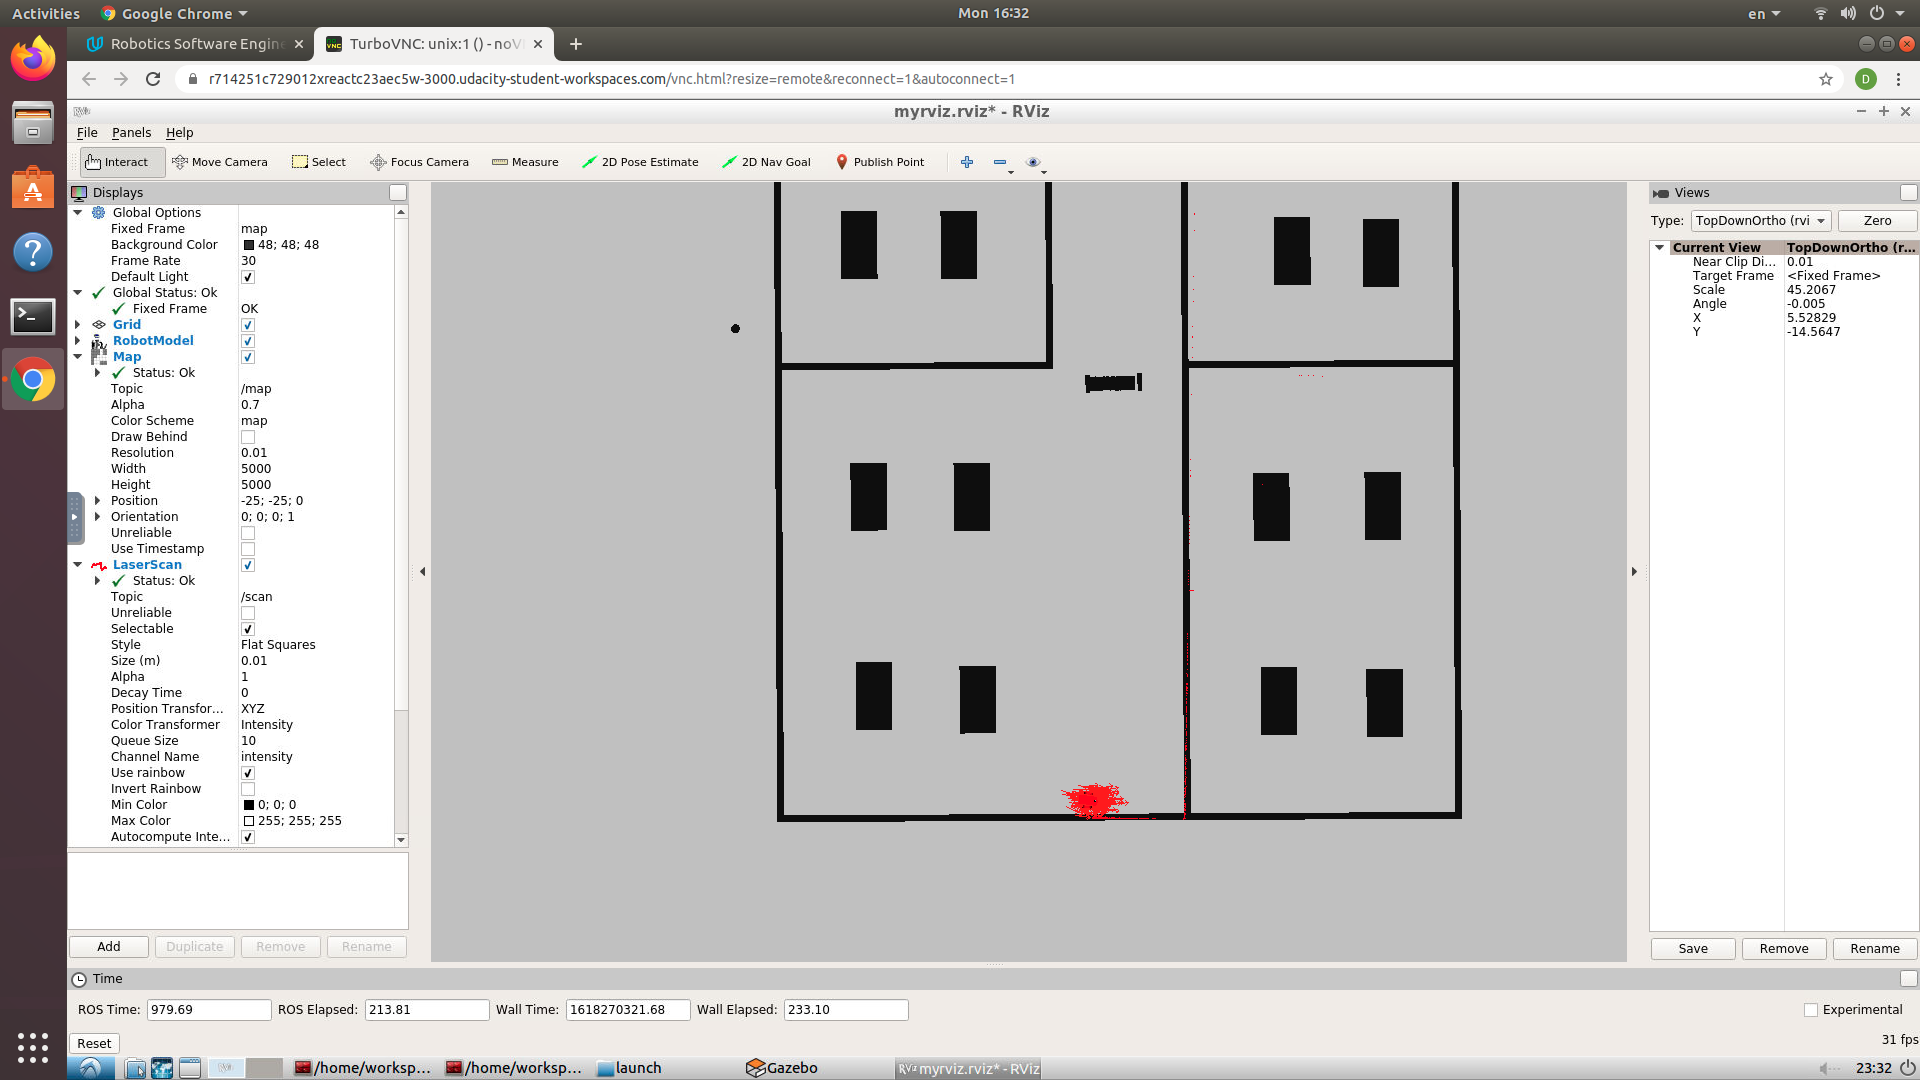 Activities
Google Chrome
Mon 16:32
en
Robotics Software Engin
TurboVNC: unix:1 () - noV
r714251c729012xreactc23aec5w-3000.udacity-student-workspaces.com/vnc.html?resize=remote&reconnect=1&autoconnect=1
D
myrviz.rviz* - RViz
File Panels Help
Interact Move Camera Select Focus Camera Measure 2D Pose Estimate 2D Nav Goal Publish Point
Displays
Global Options
Fixed Frame map
Background Color 48; 48; 48
Frame Rate 30
Default Light
Global Status: Ok
Fixed Frame OK
Grid
RobotModel
Map
Status: Ok
Topic /map
Alpha 0.7
Color Scheme map
Draw Behind
Resolution 0.01
Width 5000
Height 5000
Position -25; -25; 0
Orientation 0; 0; 0; 1
Unreliable
Use Timestamp
LaserScan
Status: Ok
Topic /scan
Unreliable
Selectable
Style Flat Squares
Size (m) 0.01
Alpha 1
Decay Time 0
Position Transfor... XYZ
Color Transformer Intensity
Queue Size 10
Channel Name intensity
Use rainbow
Invert Rainbow
Min Color 0; 0; 0
Max Color 255; 255; 255
Autocompute Inte...
Add Duplicate Remove Rename
Views
Type: TopDownOrtho (rvi Zero
Current View TopDownOrtho (r...
Near Clip Di... 0.01
Target Frame <Fixed Frame>
Scale 45.2067
Angle -0.005
X 5.52829
Y -14.5647
Save Remove Rename
Time
ROS Time: 979.69 ROS Elapsed: 213.81 Wall Time: 1618270321.68 Wall Elapsed: 233.10 Experimental
Reset 31 fps
/home/worksp... /home/worksp... launch Gazebo myrviz.rviz* - RViz 23:32